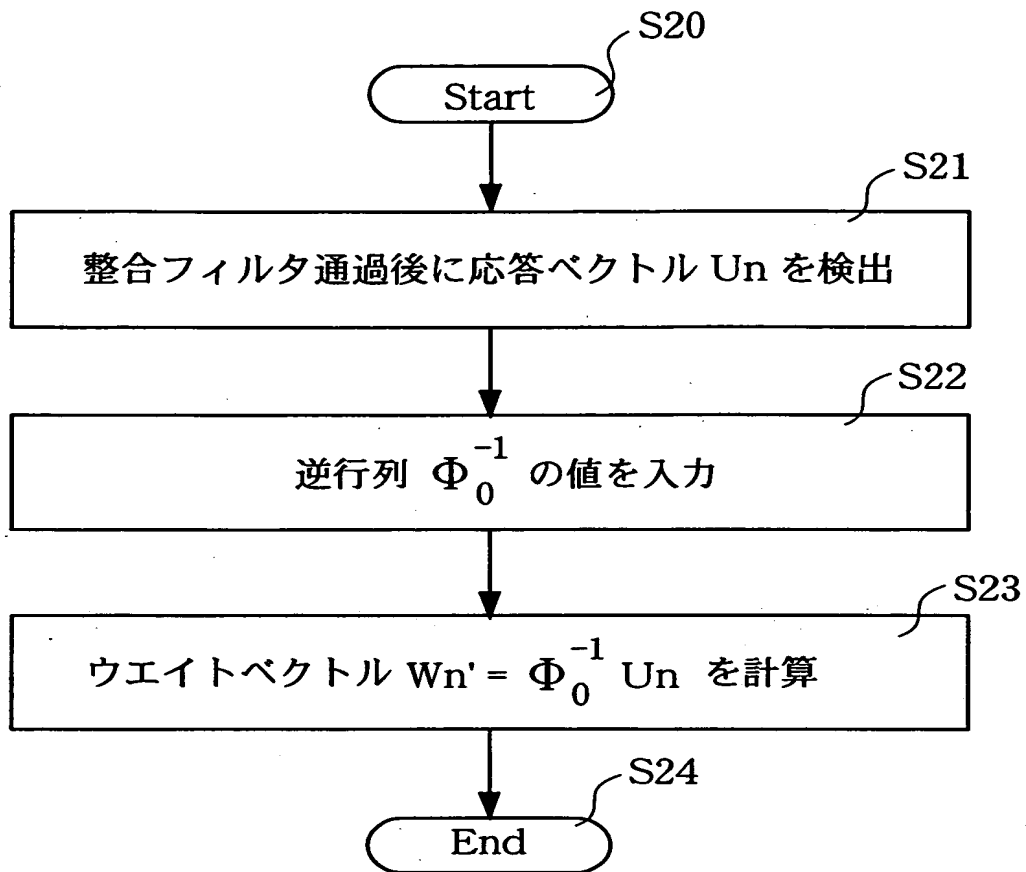 S20
Start
S21
整合フィルタ通過後に応答ベクトル Un を検出
S22
逆行列 Φ₀⁻¹ の値を入力
S23
ウエイトベクトル Wn' = Φ₀⁻¹ Un を計算
S24
End